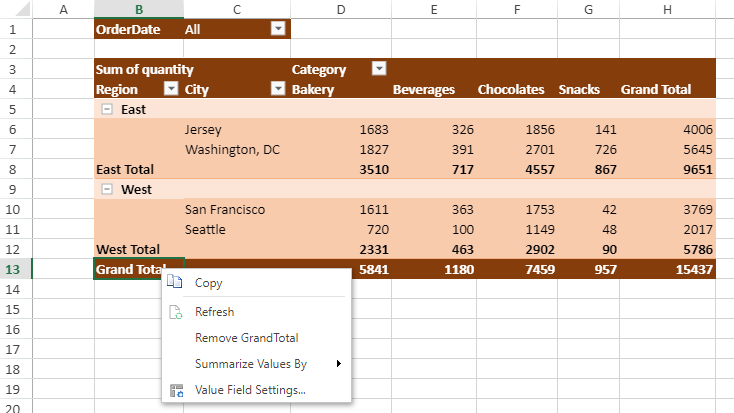 A B C D E F G H
1 OrderDate All
2
3 Sum of quantity Category
4 Region City Bakery Beverages Chocolates Snacks Grand Total
5 East
6 Jersey 1683 326 1856 141 4006
7 Washington, DC 1827 391 2701 726 5645
8 East Total 3510 717 4557 867 9651
9 West
10 San Francisco 1611 363 1753 42 3769
11 Seattle 720 100 1149 48 2017
12 West Total 2331 463 2902 90 5786
13 Grand Total 5841 1180 7459 957 15437
14
Copy
15
Refresh
16
Remove GrandTotal
17
Summarize Values By
18
Value Field Settings...
19
20